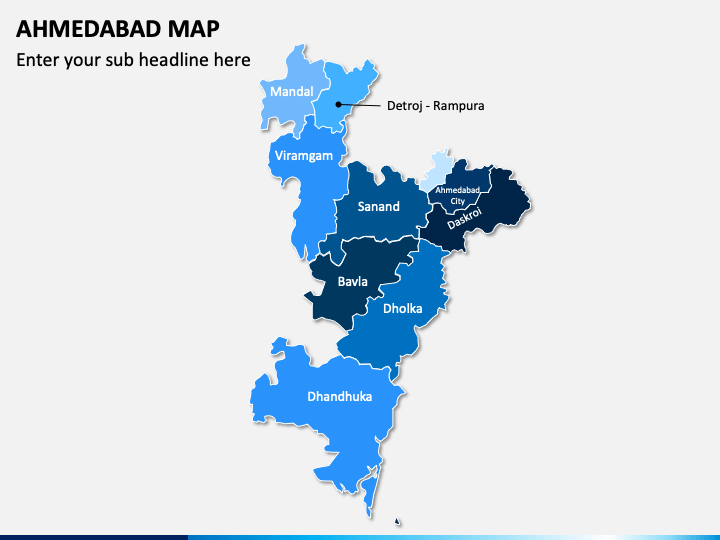 AHMEDABAD MAP
Enter your sub headline here
Mandal
Detroj - Rampura
Viramgam
Ahmedabad
City
Sanand
Daskroi
Bavla
Dholka
Dhandhuka